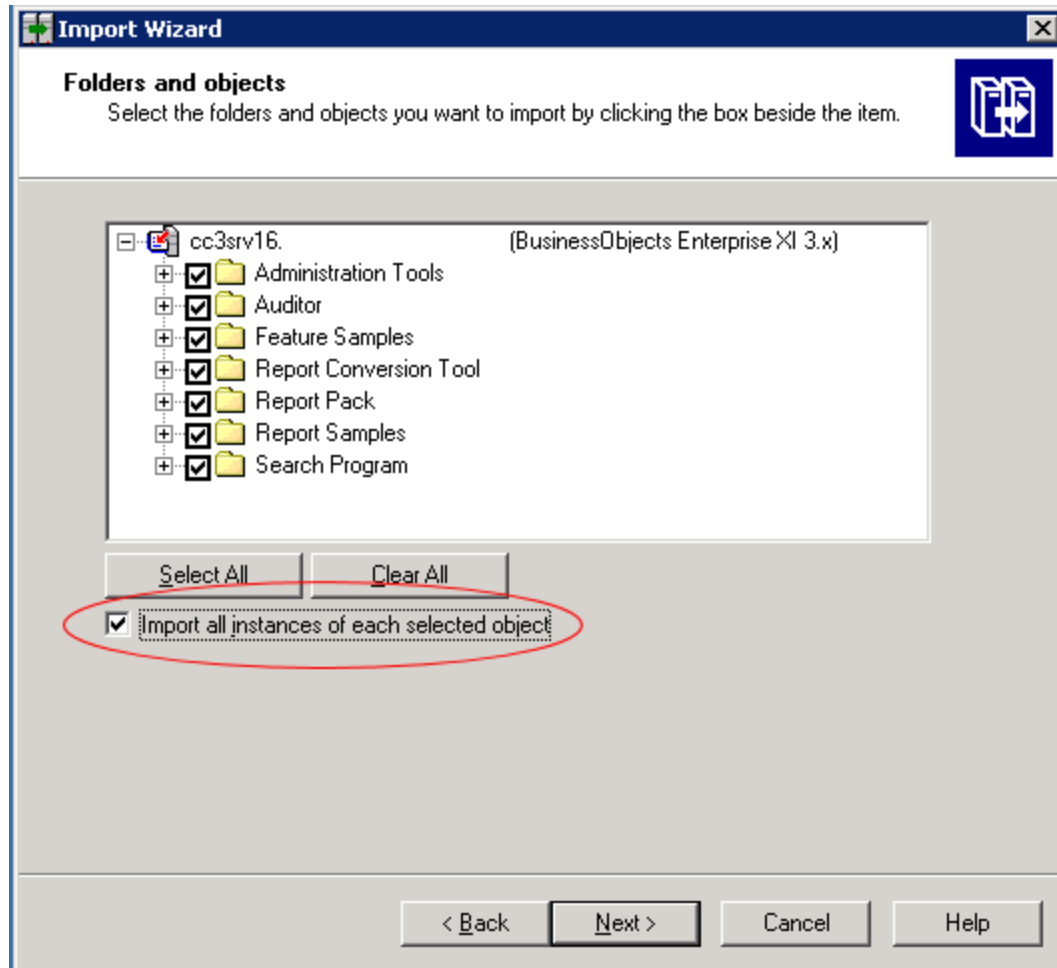 Import Wizard
Folders and objects
Select the folders and objects you want to import by clicking the box beside the item.
cc3srv16. (BusinessObjects Enterprise XI 3.x)
Administration Tools
Auditor
Feature Samples
Report Conversion Tool
Report Pack
Report Samples
Search Program
Select All Clear All
Import all instances of each selected object
< Back Next > Cancel Help